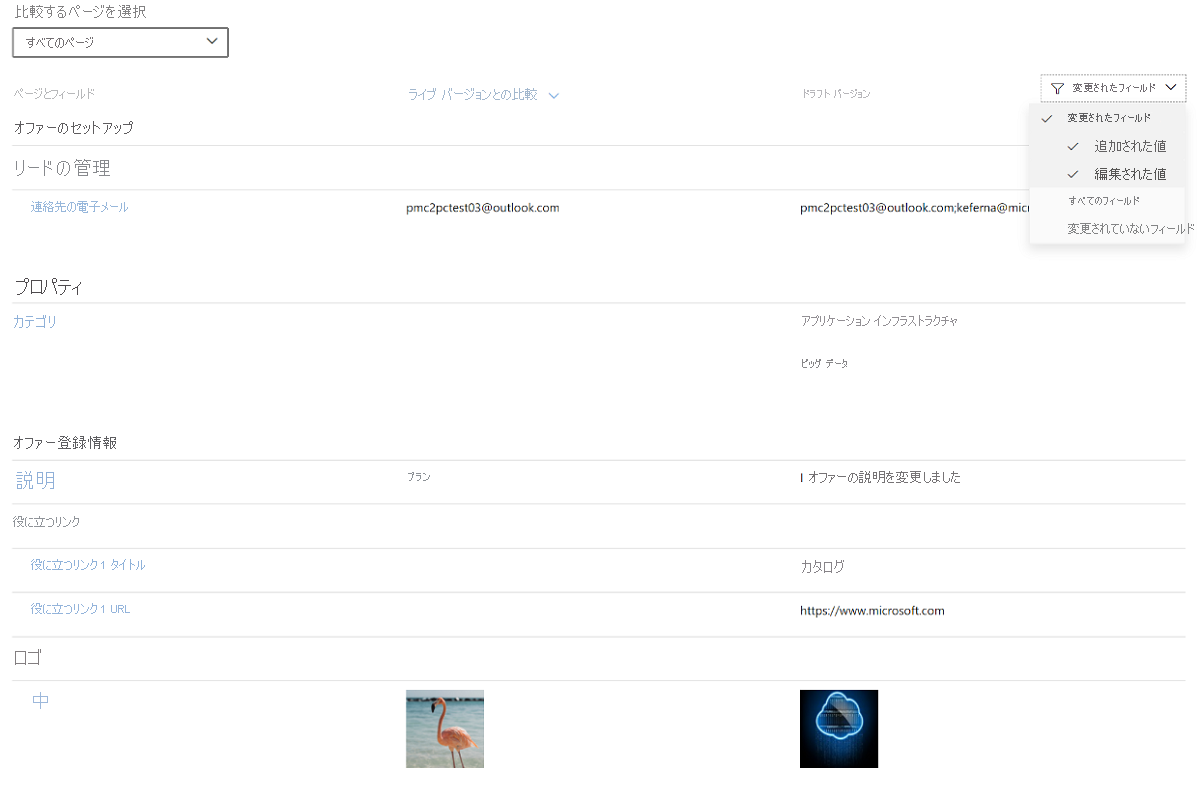 比較するページを選択
すべてのページ
ページとフィールド
ライブ バージョンとの比較
ドラフト バージョン
変更されたフィールド
変更されたフィールド
追加された値
編集された値
すべてのフィールド
変更されていないフィールド
オファーのセットアップ
リードの管理
連絡先の電子メール
pmc2pctest03@outlook.com
pmc2pctest03@outlook.com;keferna@micr
プロパティ
カテゴリ
アプリケーション インフラストラクチャ
ビッグ データ
オファー登録情報
説明
プラン
オファーの説明を変更しました
役に立つリンク
役に立つリンク1 タイトル
カタログ
役に立つリンク1 URL
https://www.microsoft.com
ロゴ
中